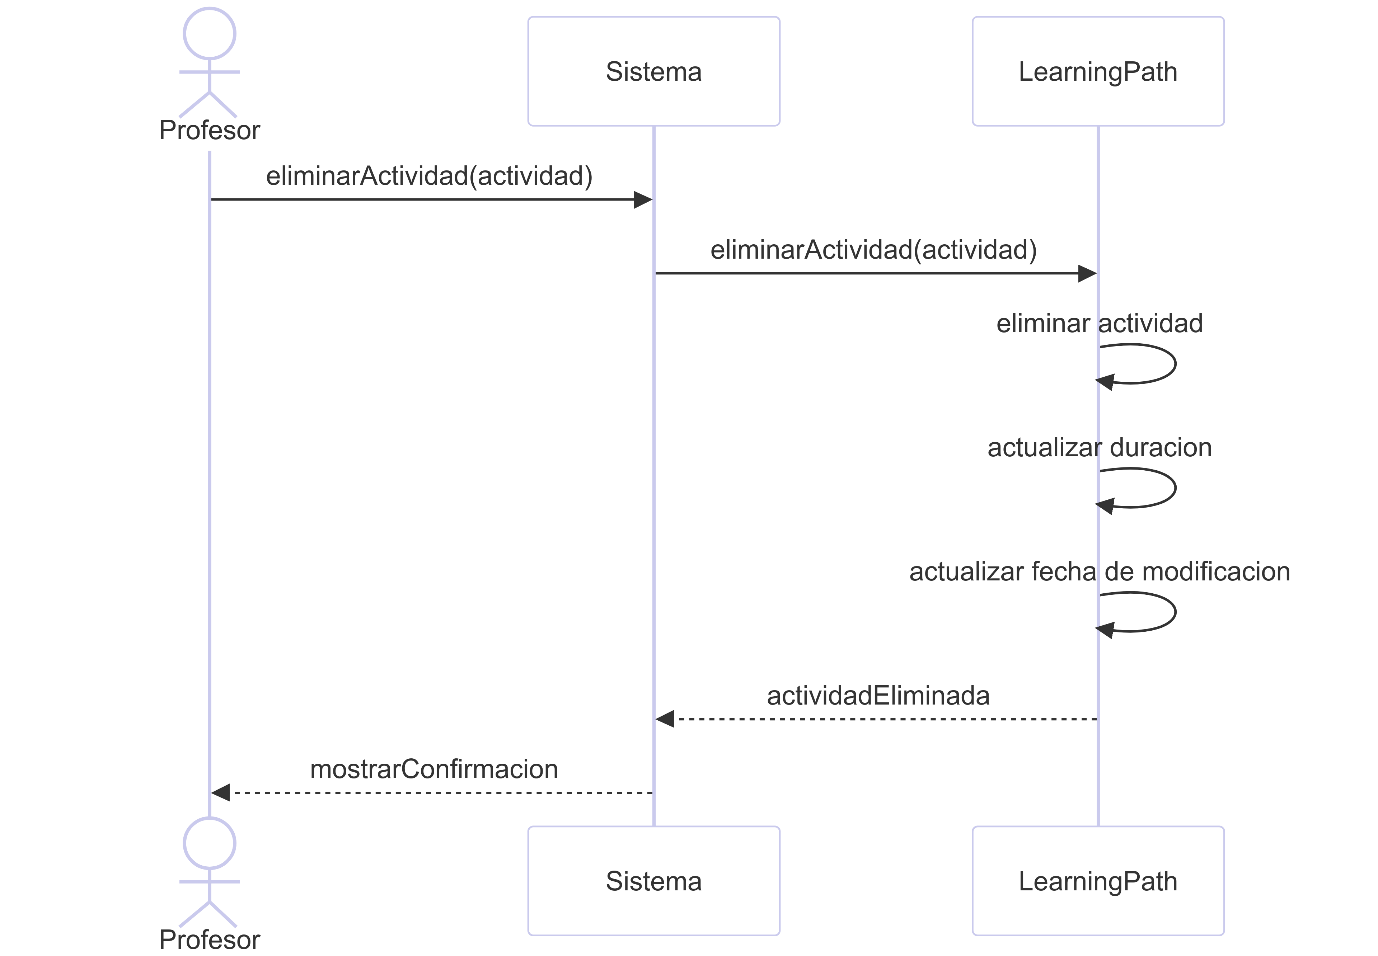 Profesor
Sistema
LearningPath
eliminarActividad(actividad)
eliminarActividad(actividad)
eliminar actividad
actualizar duracion
actualizar fecha de modificacion
actividadEliminada
mostrarConfirmacion
Profesor
Sistema
LearningPath